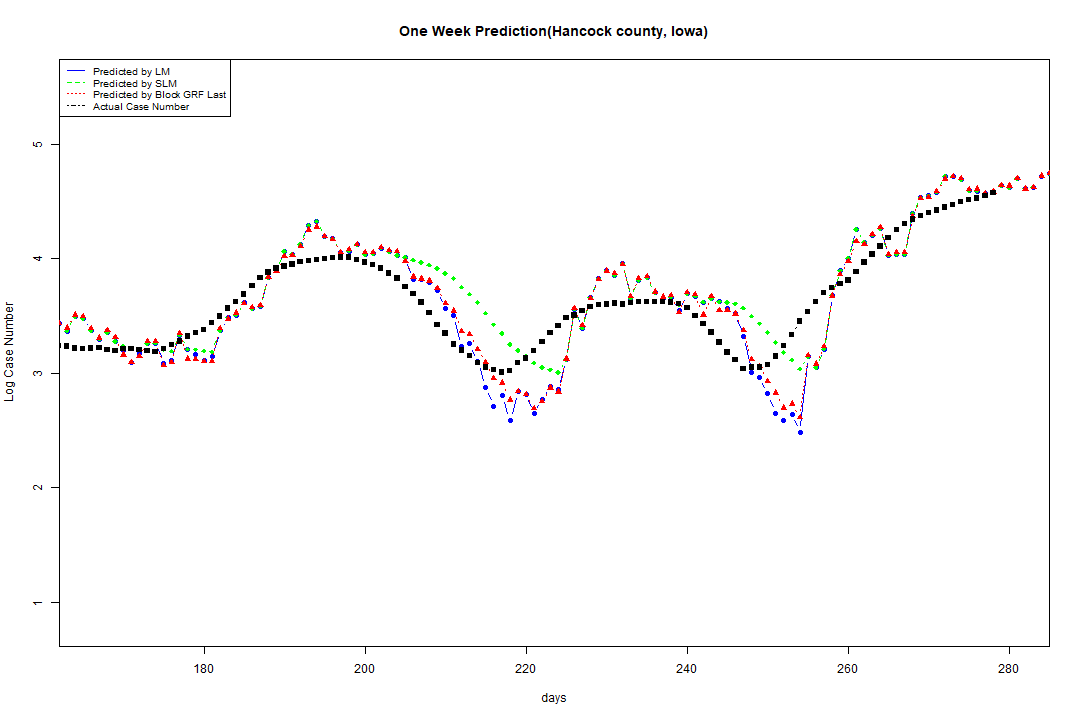 One Week Prediction(Hancock county, Iowa)
Predicted by LM
Predicted by SLM
Predicted by Block GRF Last
Actual Case Number
5
4
3
2
1
Log Case Number
180 200 220 240 260 280
days